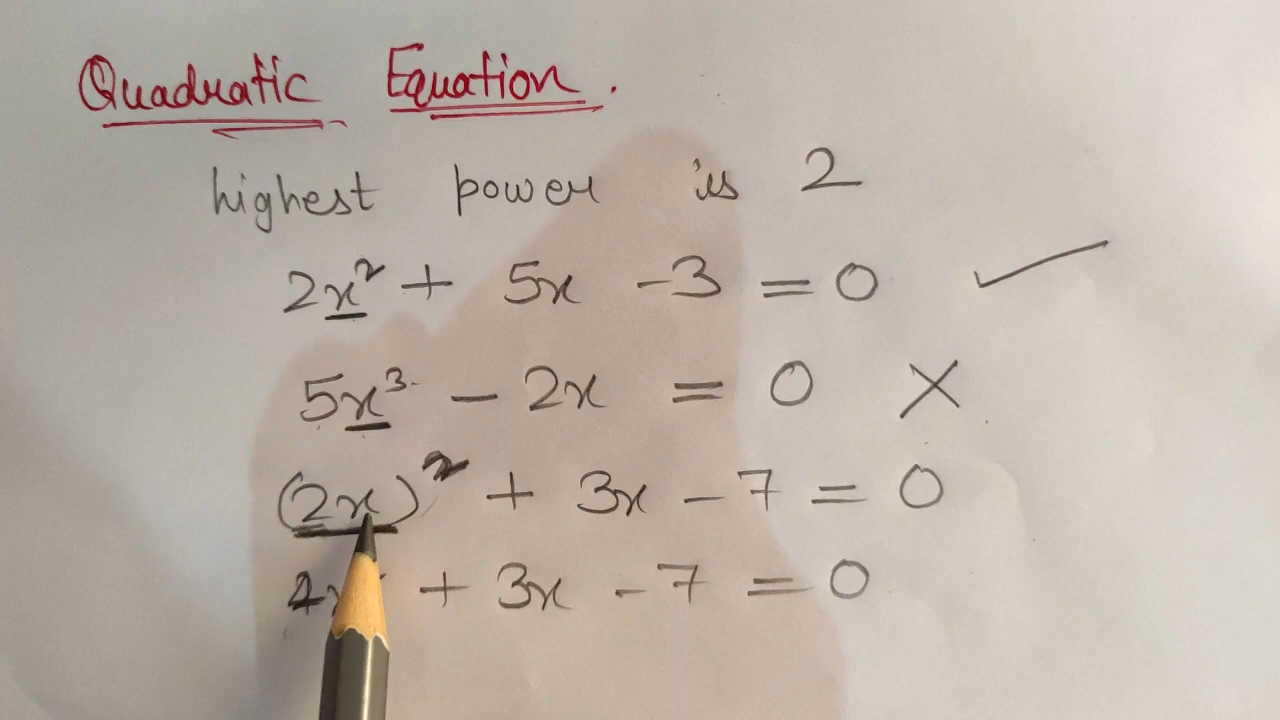 Quadratic Equation.
highest power is 2
2x² + 5x - 3 = 0 ✓
5x³ - 2x = 0 ×
(2x)² + 3x - 7 = 0
4x + 3x - 7 = 0